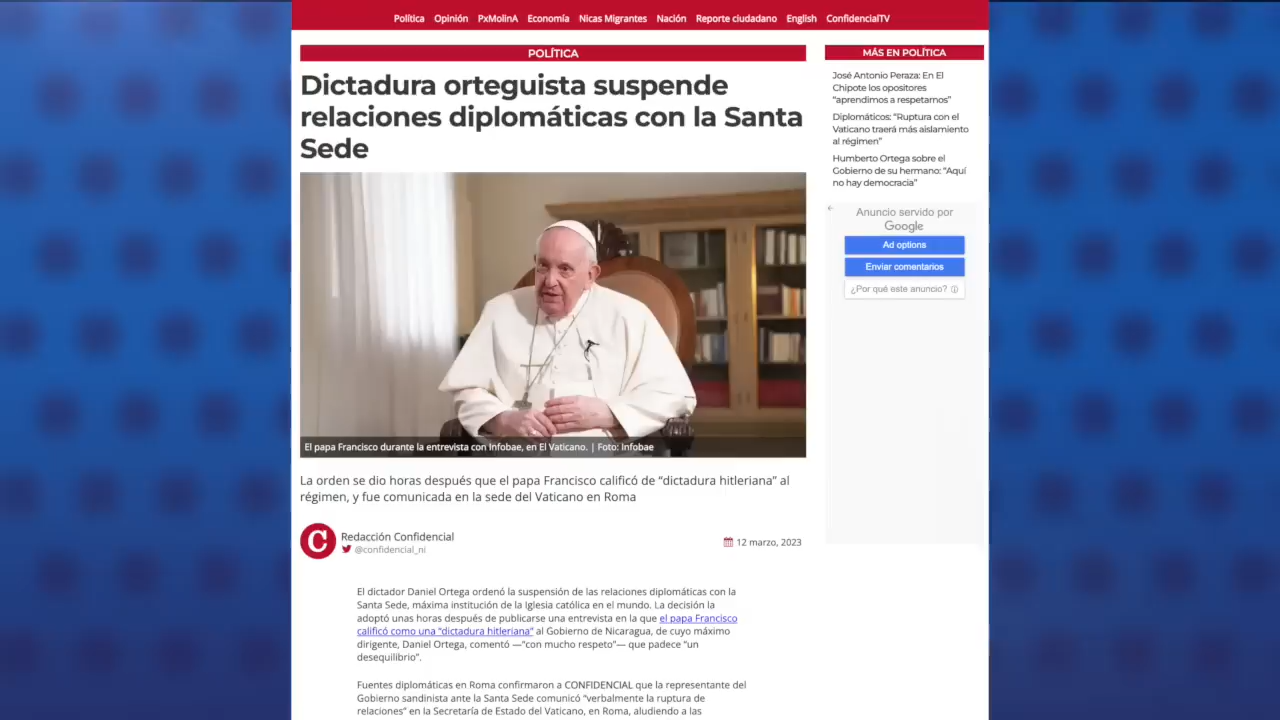 Política Opinión PxMolinA Economía Nicas Migrantes Nación Reporte ciudadano English ConfidencialTV
POLÍTICA
Dictadura orteguista suspende
relaciones diplomáticas con la Santa
Sede
El papa Francisco durante la entrevista con Infobae, en El Vaticano. | Foto: Infobae
La orden se dio horas después que el papa Francisco calificó de “dictadura hitleriana” al
régimen, y fue comunicada en la sede del Vaticano en Roma
C
Redacción Confidencial
@confidencial_ni
12 marzo, 2023
El dictador Daniel Ortega ordenó la suspensión de las relaciones diplomáticas con la
Santa Sede, máxima institución de la Iglesia católica en el mundo. La decisión la
adoptó unas horas después de publicarse una entrevista en la que el papa Francisco
calificó como una “dictadura hitleriana” al Gobierno de Nicaragua, de cuyo máximo
dirigente, Daniel Ortega, comentó —“con mucho respeto”— que padece “un
desequilibrio”.
Fuentes diplomáticas en Roma confirmaron a CONFIDENCIAL que la representante del
Gobierno sandinista ante la Santa Sede comunicó “verbalmente la ruptura de
relaciones” en la Secretaría de Estado del Vaticano, en Roma, aludiendo a las
MÁS EN POLÍTICA
José Antonio Peraza: En El
Chipote los opositores
“aprendimos a respetarnos”
Diplomáticos: “Ruptura con el
Vaticano traerá más aislamiento
al régimen”
Humberto Ortega sobre el
Gobierno de su hermano: “Aquí
no hay democracia”
Anuncio servido por
Google
Ad options
Enviar comentarios
¿Por qué este anuncio?